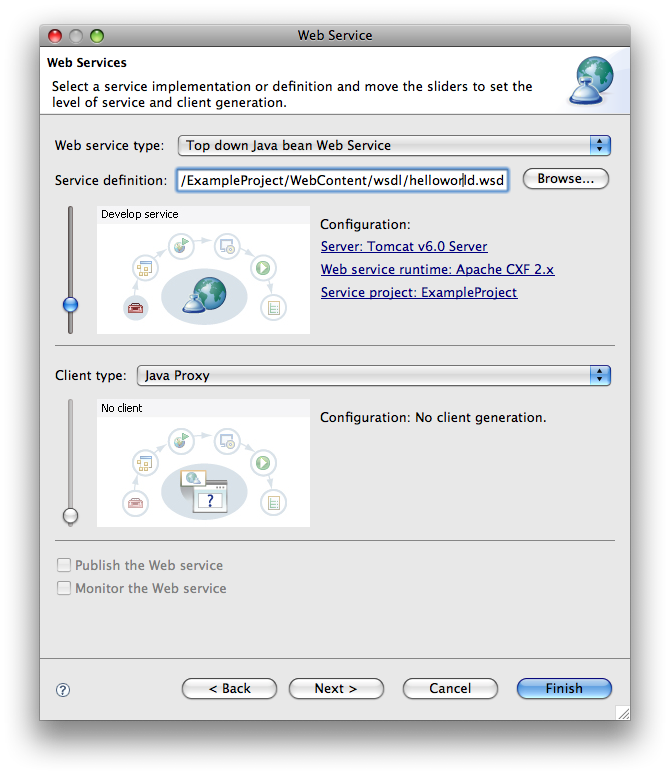 Web Service
Web Services
Select a service implementation or definition and move the sliders to set the
level of service and client generation.
Web service type: Top down Java bean Web Service
Service definition: /ExampleProject/WebContent/wsdl/helloworld.wsd Browse...
Develop service
Configuration:
Server: Tomcat v6.0 Server
Web service runtime: Apache CXF 2.x
Service project: ExampleProject
Client type: Java Proxy
No client
Configuration: No client generation.
?
Publish the Web service
Monitor the Web service
? < Back Next > Cancel Finish